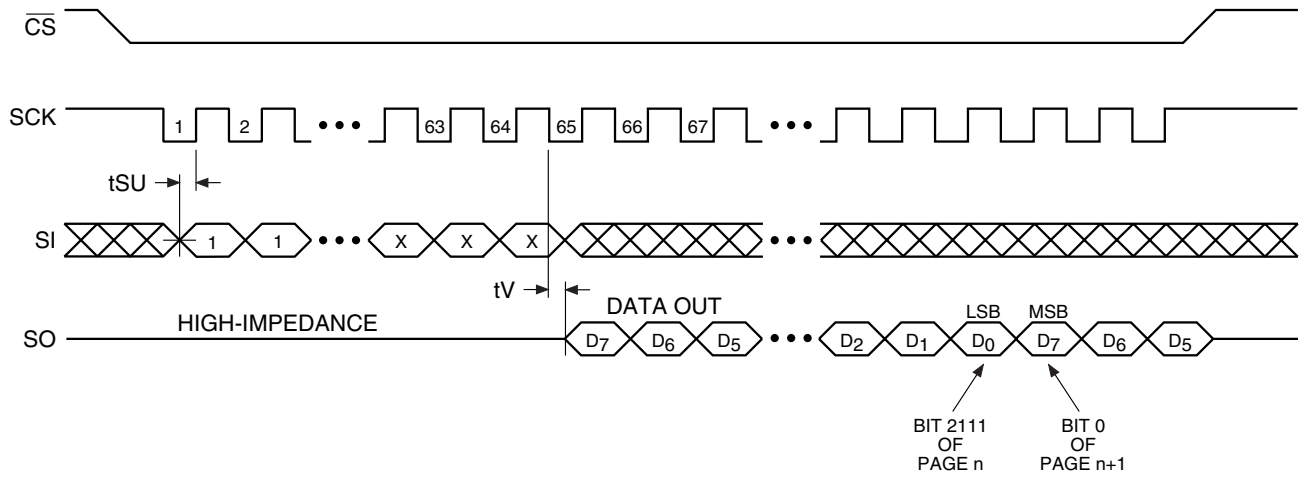 CS
SCK 1 2 ••• 63 64 65 66 67 •••
tSU
SI 1 1 ••• X X X •••
tV
HIGH-IMPEDANCE
DATA OUT
LSB MSB
SO D7 D6 D5 ••• D2 D1 D0 D7 D6 D5
BIT 2111
OF
PAGE n
BIT 0
OF
PAGE n+1